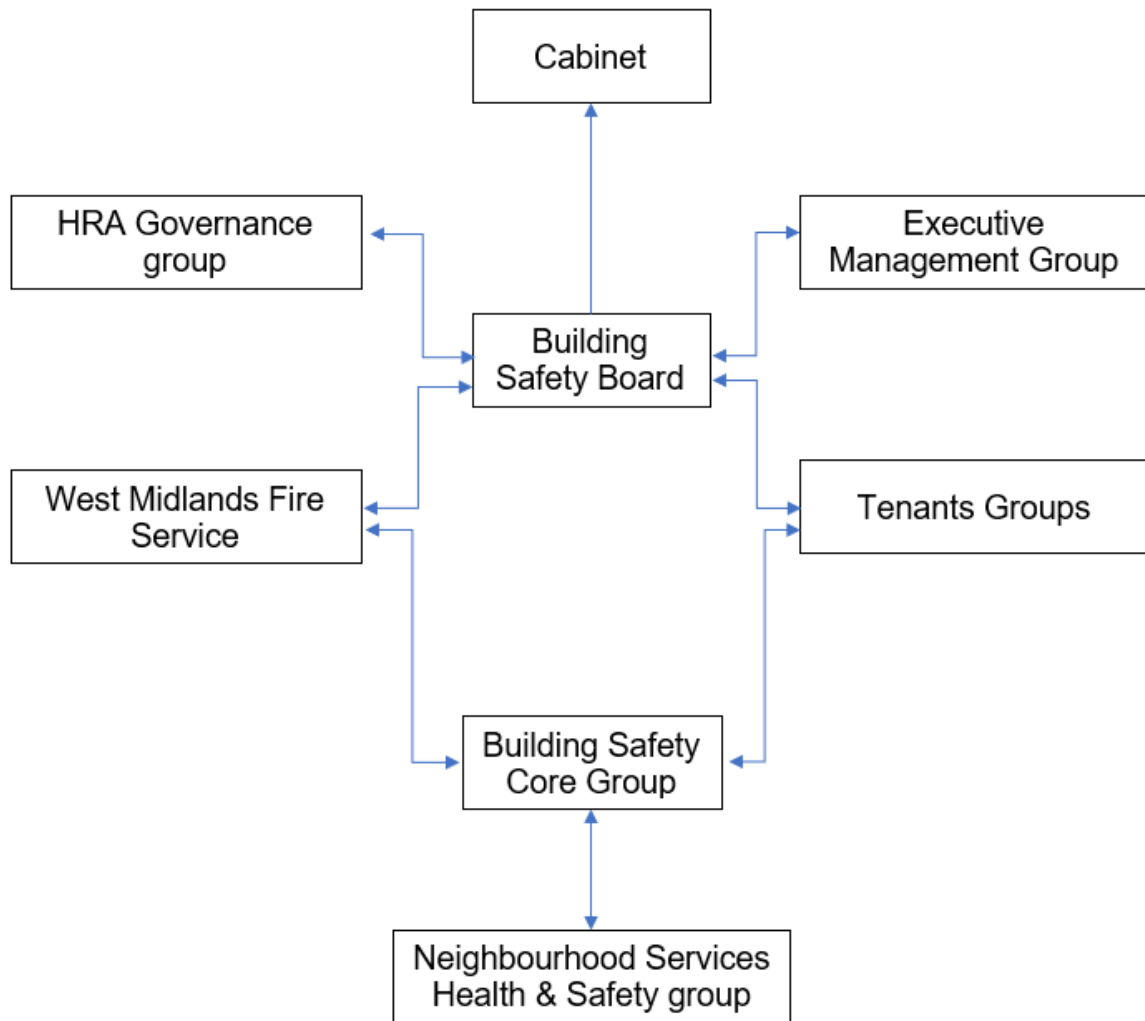 Cabinet
HRA Governance
group
Executive
Management Group
Building
Safety Board
West Midlands Fire
Service
Tenants Groups
Building Safety
Core Group
Neighbourhood Services
Health & Safety group